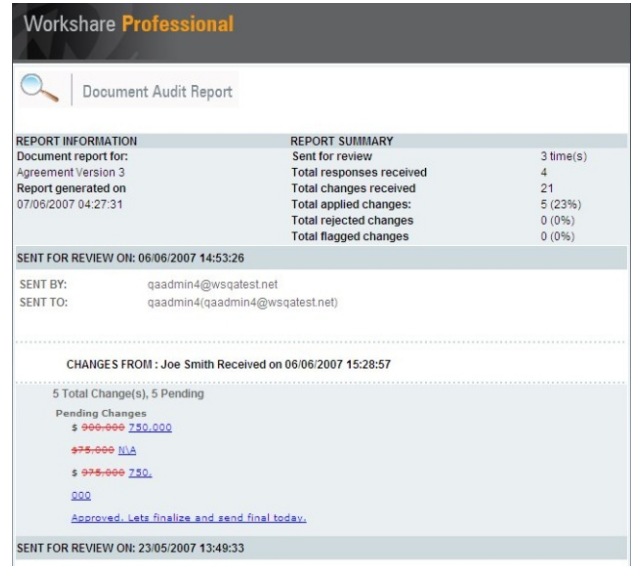 Workshare Professional
Document Audit Report
REPORT INFORMATION
Document report for:
Agreement Version 3
Report generated on
07/06/2007 04:27:31
REPORT SUMMARY
Sent for review 3 time(s)
Total responses received 4
Total changes received 21
Total applied changes: 5 (23%)
Total rejected changes 0 (0%)
Total flagged changes 0 (0%)
SENT FOR REVIEW ON: 06/06/2007 14:53:26
SENT BY: qaadmin4@wsqatest.net
SENT TO: qaadmin4(qaadmin4@wsqatest.net)
CHANGES FROM : Joe Smith Received on 06/06/2007 15:28:57
5 Total Change(s), 5 Pending
Pending Changes
$ 900.000 750.000
$75.000 N\A
$ 975.000 750.
000
Approved. Lets finalize and send final today.
SENT FOR REVIEW ON: 23/05/2007 13:49:33